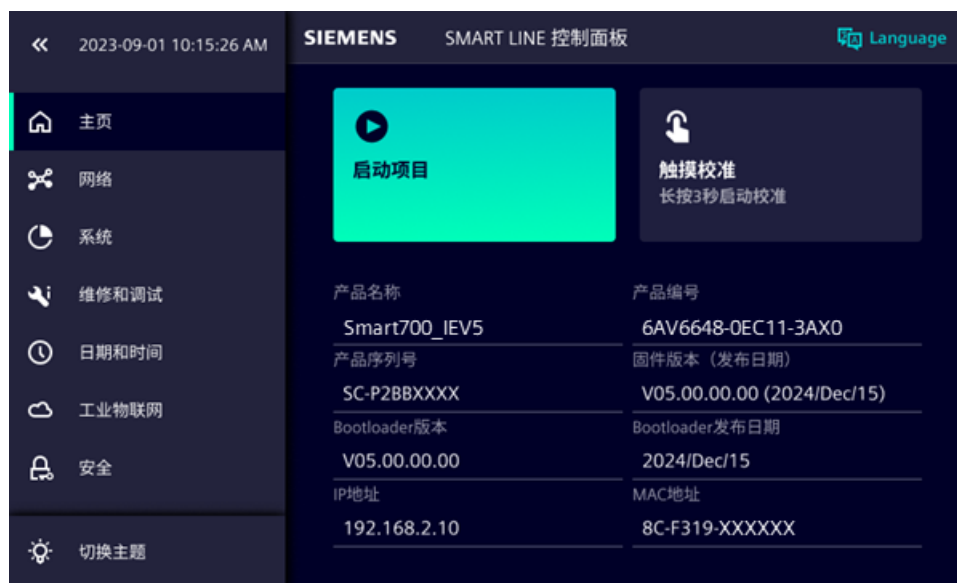 2023-09-01 10:15:26 AM
SIEMENS SMART LINE 控制面板
Language
主页
网络
系统
维修和调试
日期和时间
工业物联网
安全
切换主题
启动项目
触摸校准
长按3秒启动校准
产品名称
Smart700_IEV5
产品编号
6AV6648-0EC11-3AX0
产品序列号
SC-P2BBXXXX
固件版本（发布日期）
V05.00.00.00 (2024/Dec/15)
Bootloader版本
V05.00.00.00
Bootloader发布日期
2024/Dec/15
IP地址
192.168.2.10
MAC地址
8C-F319-XXXXXX